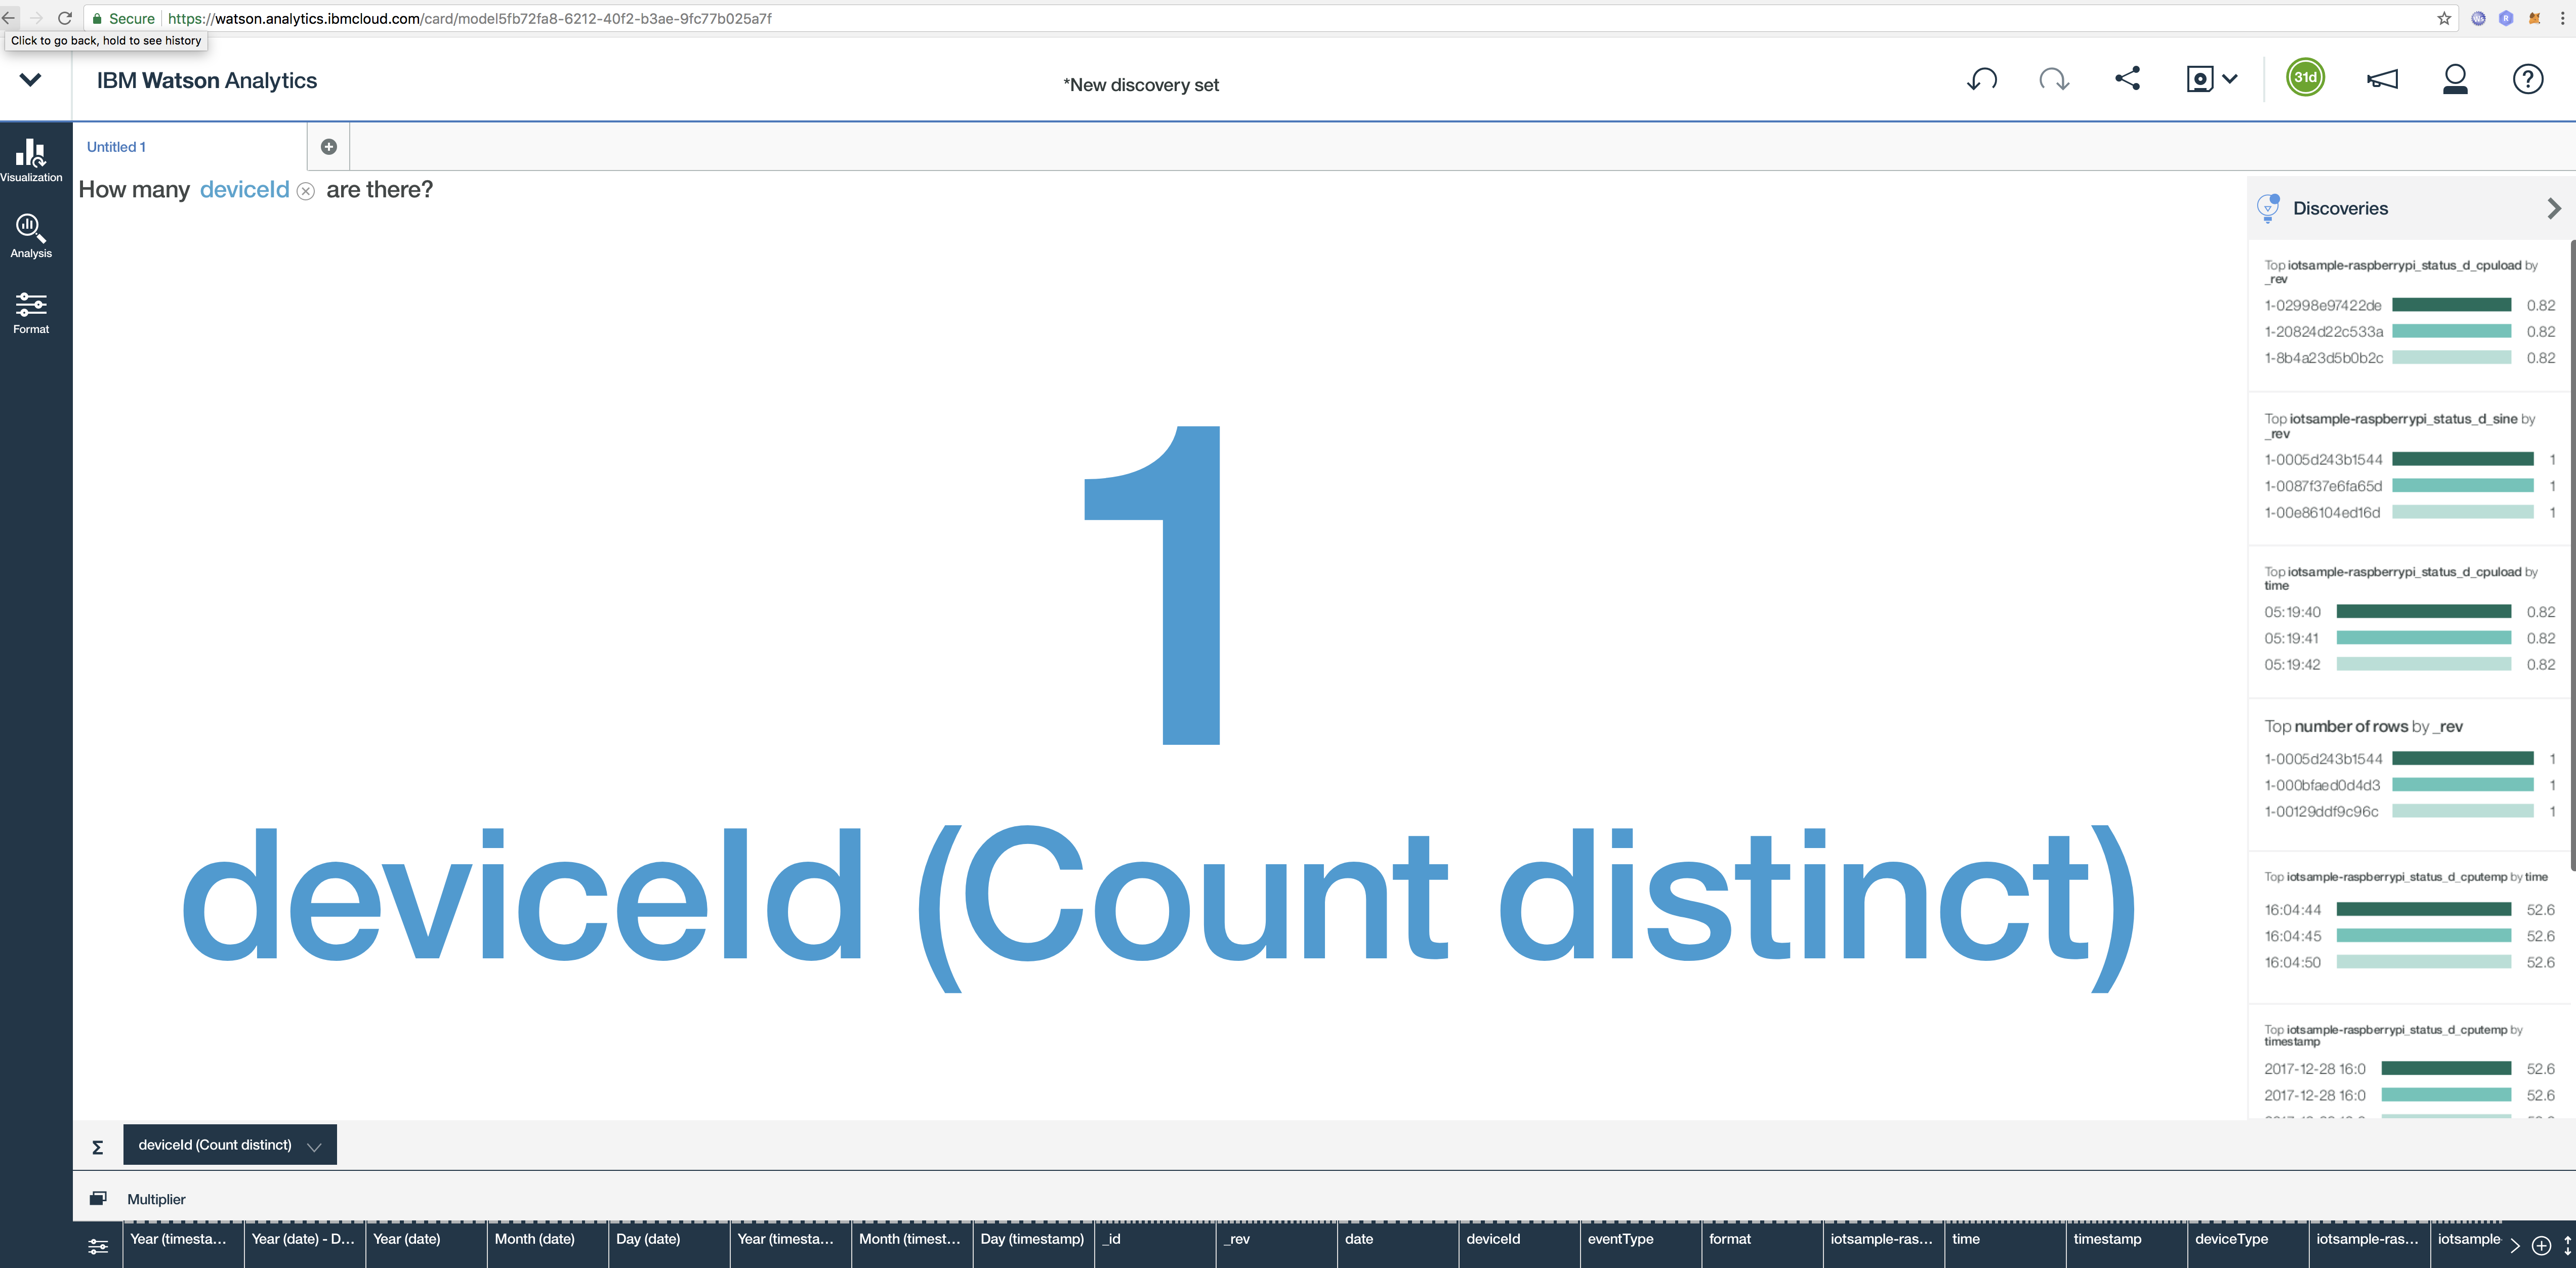 Secure https://watson.analytics.ibmcloud.com/card/model5fb72fa8-6212-40f2-b3ae-9fc77b025a7f
Click to go back, hold to see history
IBM Watson Analytics
*New discovery set
31d
?
Untitled 1
How many deviceId are there?
Visualization
Analysis
Format
1
deviceId (Count distinct)
Discoveries
Top iotsample-raspberrypi_status_d_cpuload by
_rev
1-02998e97422de 0.82
1-20824d22c533a 0.82
1-8b4a23d5b0b2c 0.82
Top iotsample-raspberrypi_status_d_sine by
_rev
1-0005d243b1544 1
1-0087f37e6fa65d 1
1-00e86104ed16d 1
Top iotsample-raspberrypi_status_d_cpuload by
time
05:19:40 0.82
05:19:41 0.82
05:19:42 0.82
Top number of rows by _rev
1-0005d243b1544 1
1-000bfaed0d4d3 1
1-00129ddf9c96c 1
Top iotsample-raspberrypi_status_d_cputemp by time
16:04:44 52.6
16:04:45 52.6
16:04:50 52.6
Top iotsample-raspberrypi_status_d_cputemp by
timestamp
2017-12-28 16:0 52.6
2017-12-28 16:0 52.6
Σ deviceId (Count distinct)
Multiplier
Year (timesta... Year (date) - D... Year (date) Month (date) Day (date) Year (timesta... Month (timest... Day (timestamp) _id _rev date deviceId eventType format iotsample-ras... time timestamp deviceType iotsample-ras... iotsample